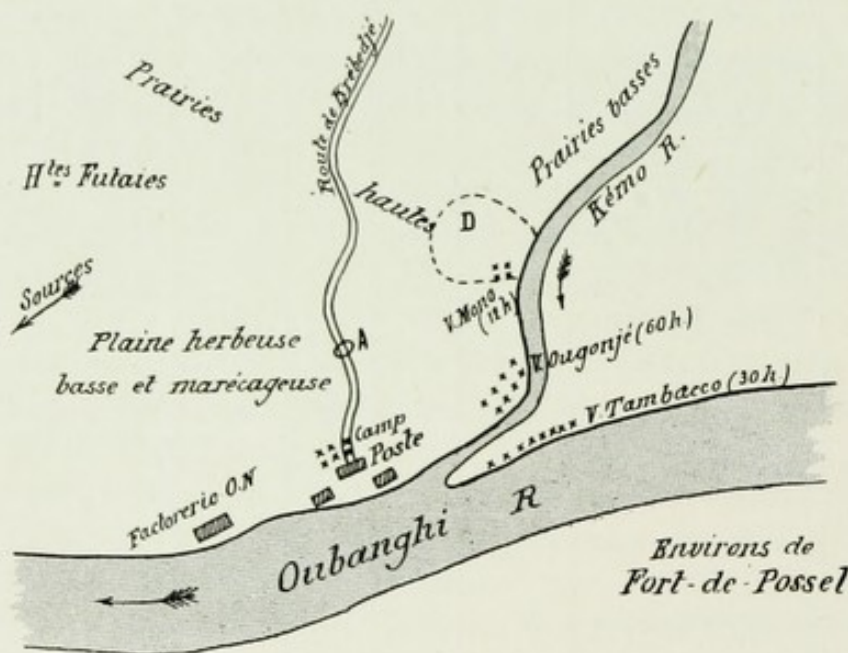 Prairies
Htes Futaies
Sources
Plaine herbeuse
basse et marécageuse
Route de Krébedjé
hautes
D
Prairies basses
Kémo R.
V. Mono
(12 h)
A
V. Ougonjé (60 h.)
V. Tambacco (30 h.)
Camp
Poste
Factorerie O.N
Oubanghi R
Environs de
Fort-de-Possel